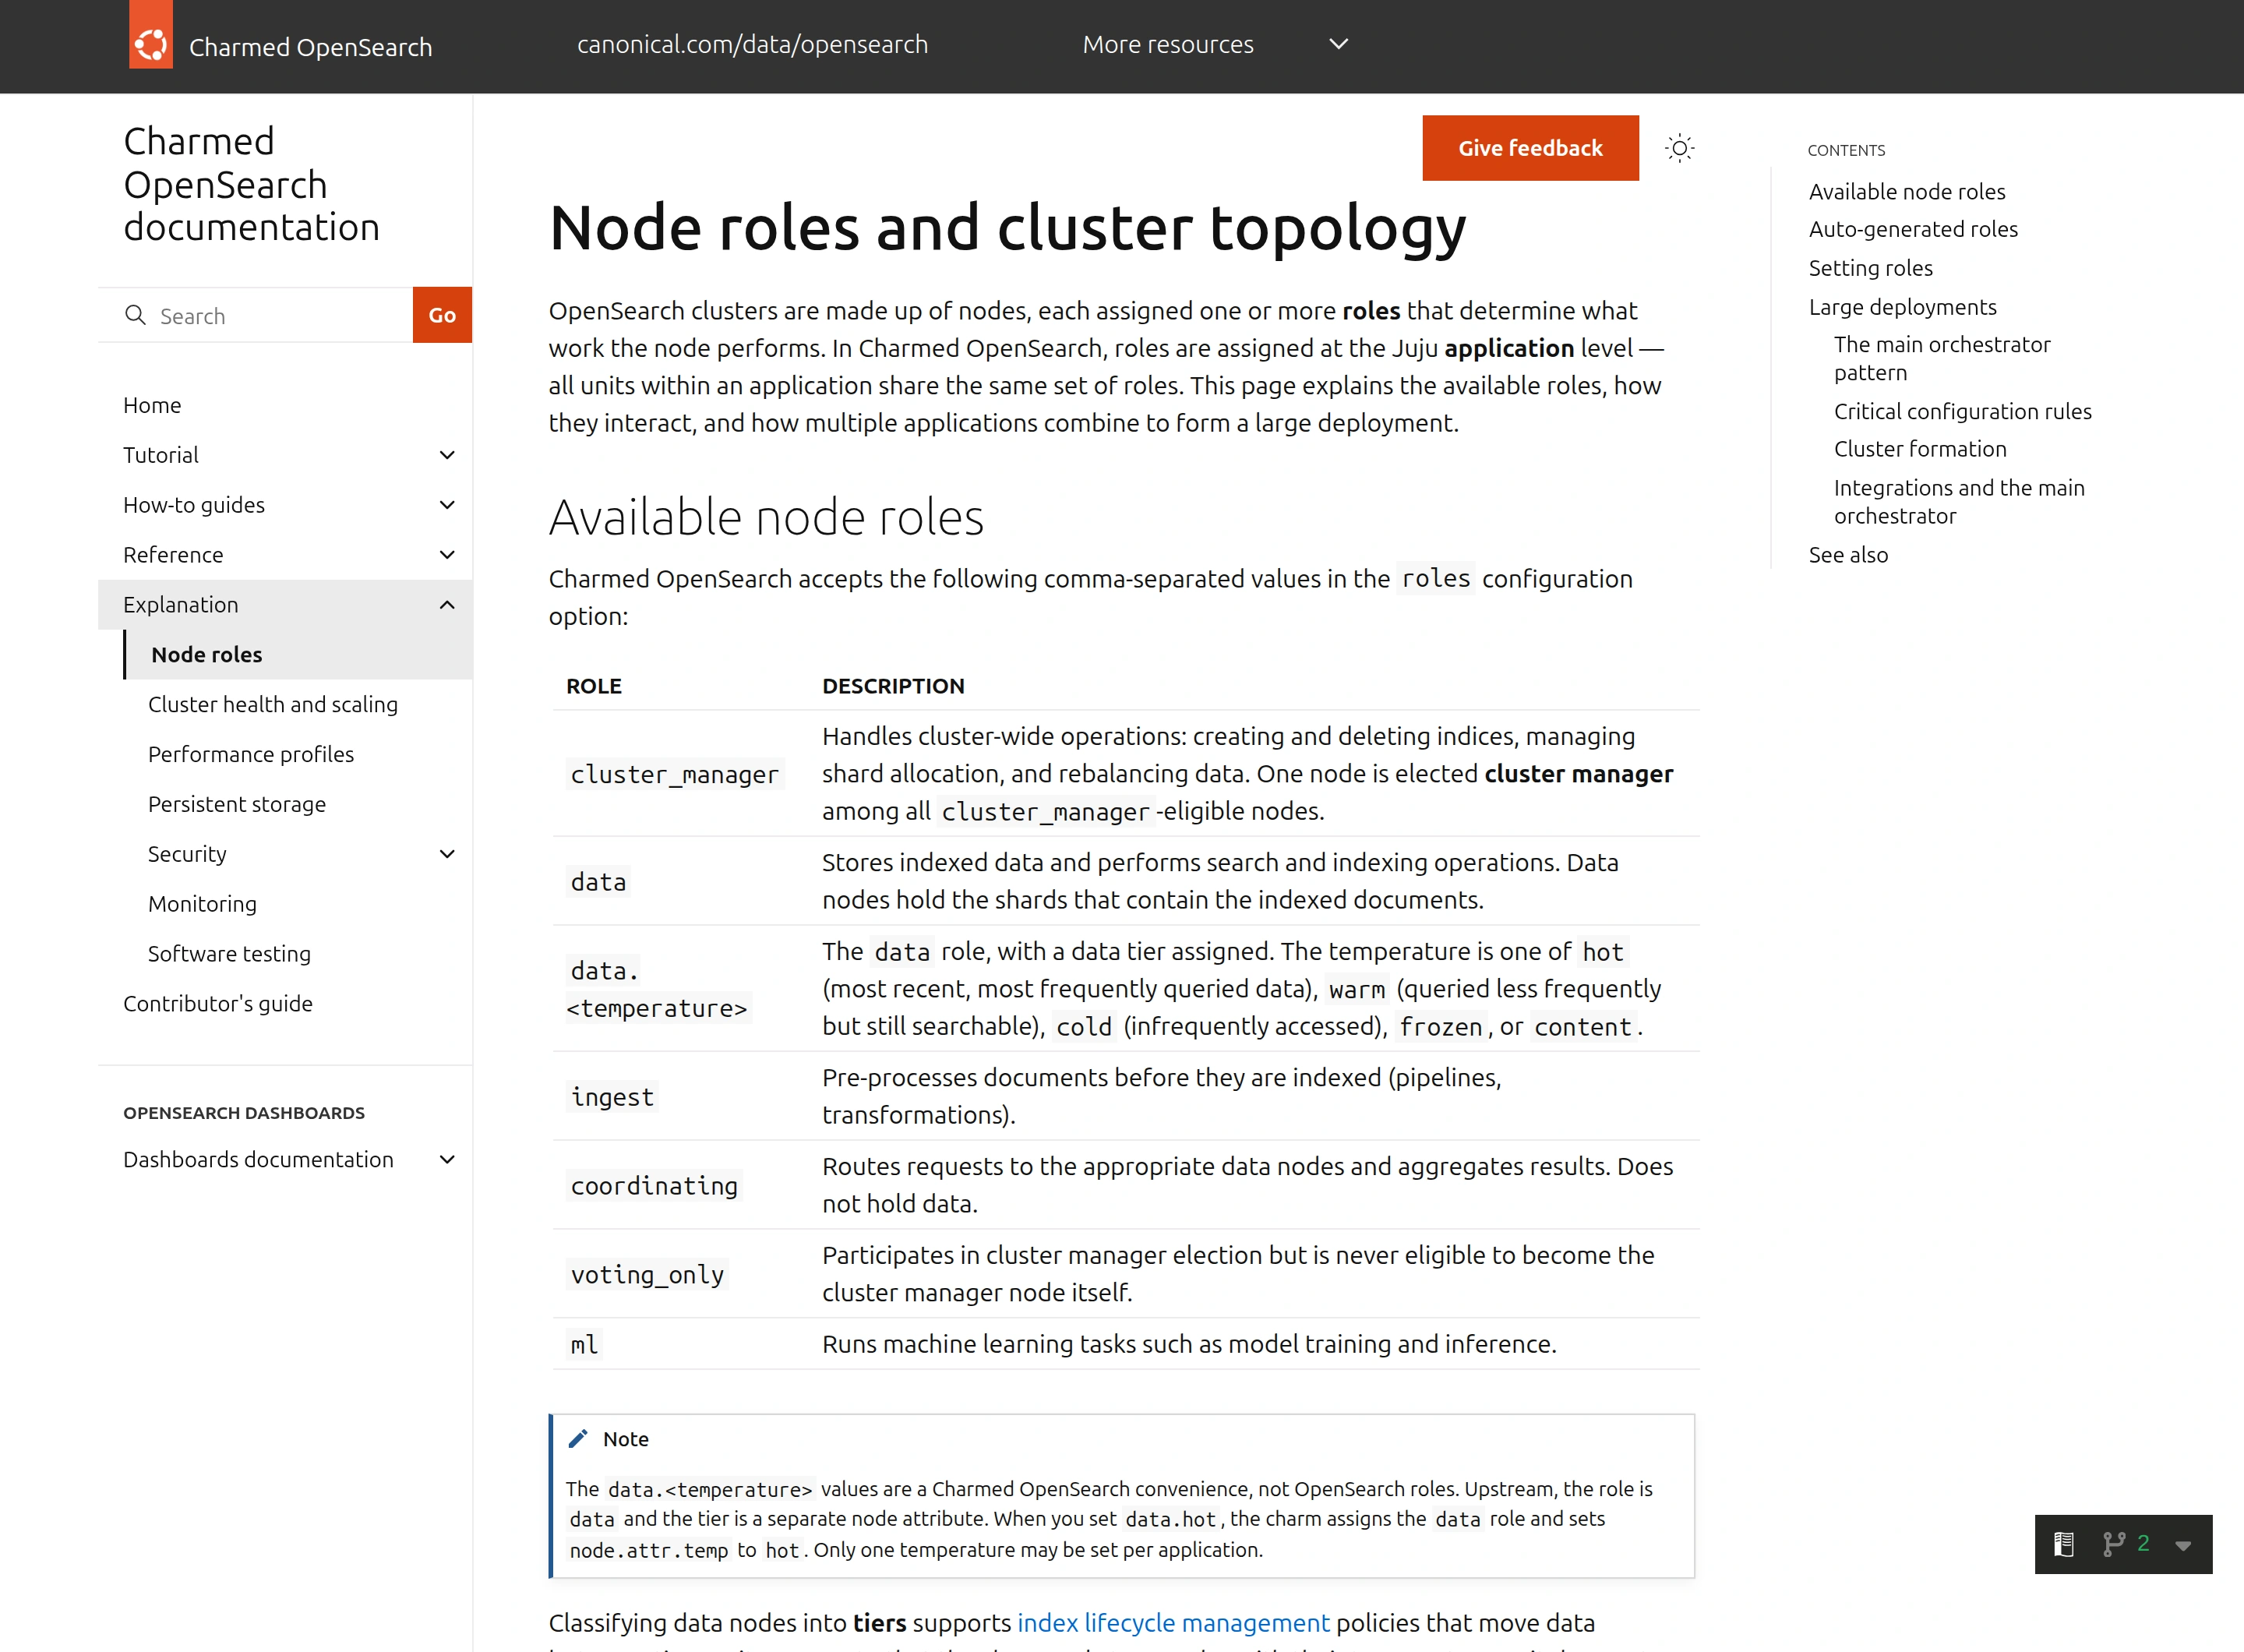 Charmed OpenSearch
canonical.com/data/opensearch
More resources
Charmed
OpenSearch
documentation
Search
Go
Home
Tutorial
How-to guides
Reference
Explanation
Node roles
Cluster health and scaling
Performance profiles
Persistent storage
Security
Monitoring
Software testing
Contributor's guide
OPENSEARCH DASHBOARDS
Dashboards documentation
Give feedback
Node roles and cluster topology
OpenSearch clusters are made up of nodes, each assigned one or more roles that determine what
work the node performs. In Charmed OpenSearch, roles are assigned at the Juju application level —
all units within an application share the same set of roles. This page explains the available roles, how
they interact, and how multiple applications combine to form a large deployment.
Available node roles
Charmed OpenSearch accepts the following comma-separated values in the roles configuration
option:
ROLE DESCRIPTION
cluster_manager
Handles cluster-wide operations: creating and deleting indices, managing
shard allocation, and rebalancing data. One node is elected cluster manager
among all cluster_manager-eligible nodes.
data
Stores indexed data and performs search and indexing operations. Data
nodes hold the shards that contain the indexed documents.
data.
<temperature>
The data role, with a data tier assigned. The temperature is one of hot
(most recent, most frequently queried data), warm (queried less frequently
but still searchable), cold (infrequently accessed), frozen, or content.
ingest
Pre-processes documents before they are indexed (pipelines,
transformations).
coordinating
Routes requests to the appropriate data nodes and aggregates results. Does
not hold data.
voting_only
Participates in cluster manager election but is never eligible to become the
cluster manager node itself.
ml
Runs machine learning tasks such as model training and inference.
Note
The data.<temperature> values are a Charmed OpenSearch convenience, not OpenSearch roles. Upstream, the role is
data and the tier is a separate node attribute. When you set data.hot, the charm assigns the data role and sets
node.attr.temp to hot. Only one temperature may be set per application.
Classifying data nodes into tiers supports index lifecycle management policies that move data
CONTENTS
Available node roles
Auto-generated roles
Setting roles
Large deployments
The main orchestrator
pattern
Critical configuration rules
Cluster formation
Integrations and the main
orchestrator
See also
2